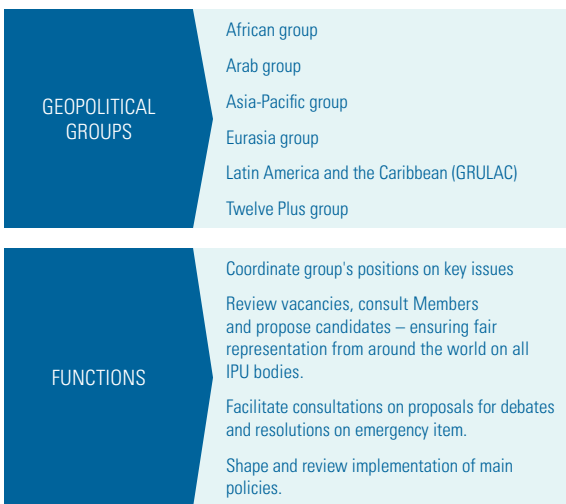 GEOPOLITICAL
GROUPS
African group
Arab group
Asia-Pacific group
Eurasia group
Latin America and the Caribbean (GRULAC)
Twelve Plus group
FUNCTIONS
Coordinate group's positions on key issues
Review vacancies, consult Members
and propose candidates – ensuring fair
representation from around the world on all
IPU bodies.
Facilitate consultations on proposals for debates
and resolutions on emergency item.
Shape and review implementation of main
policies.